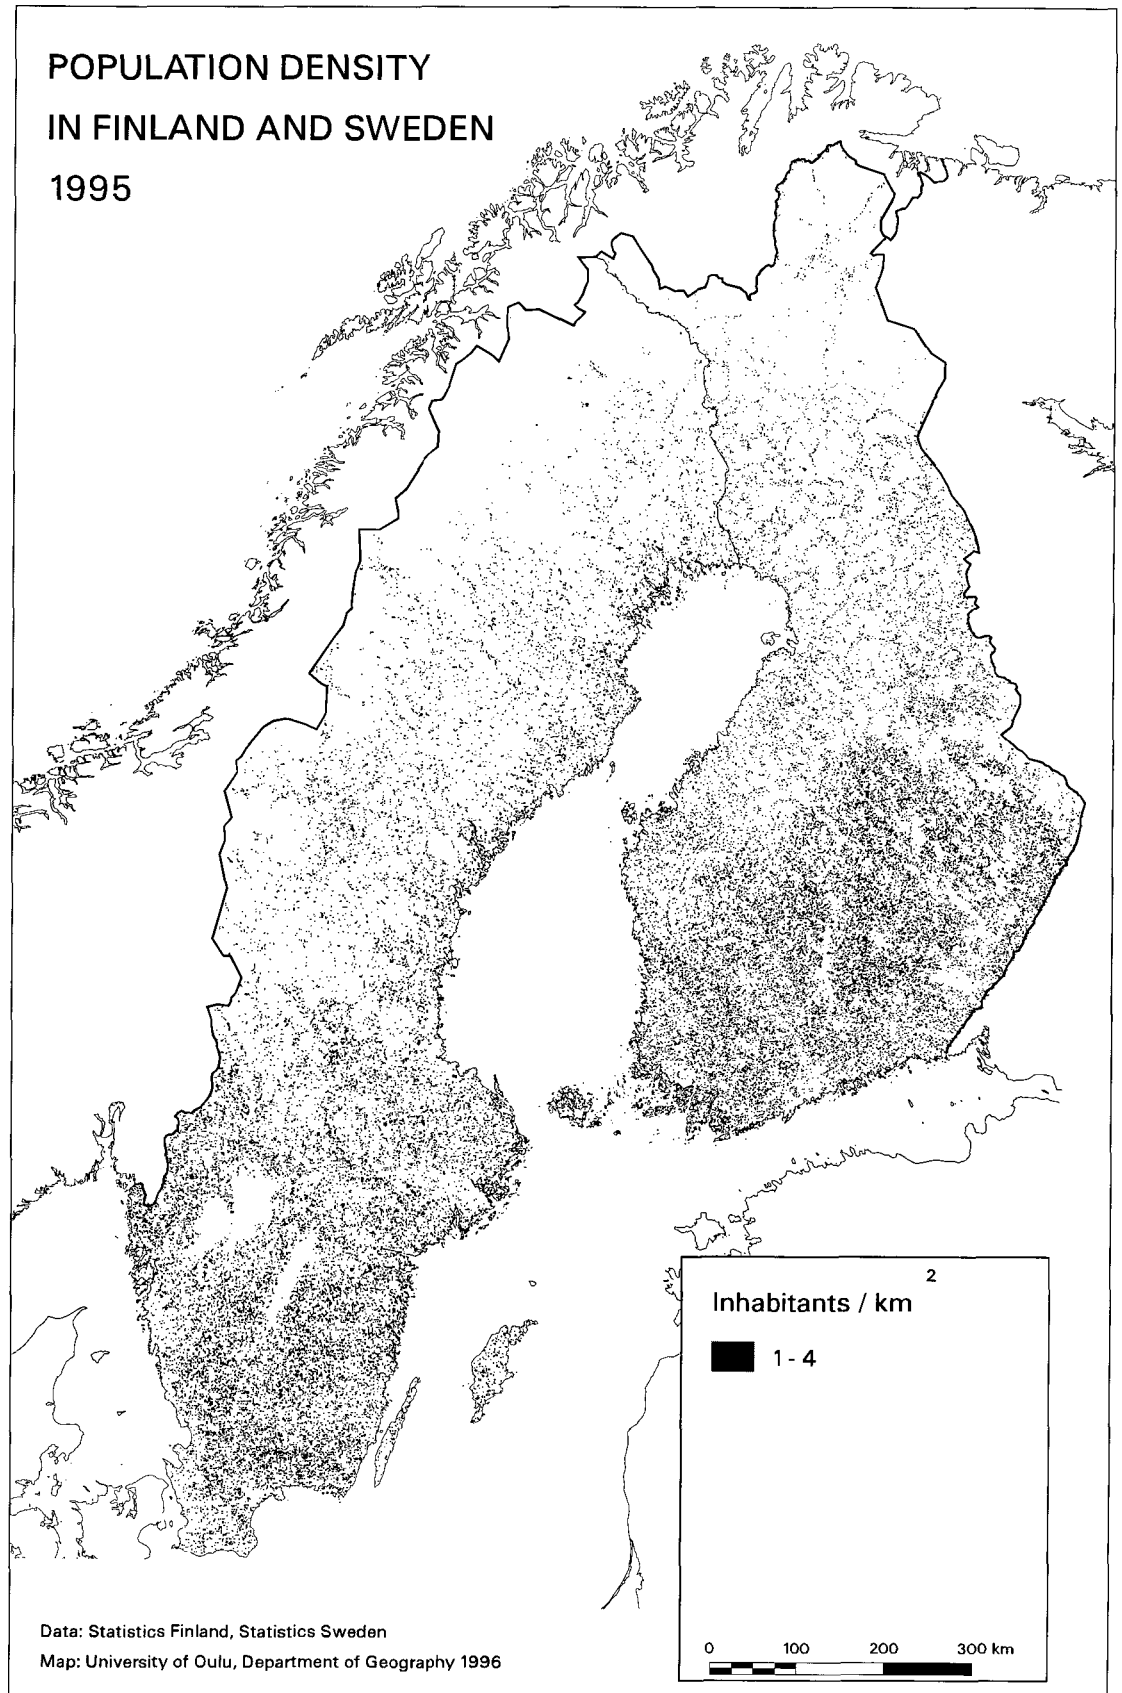 POPULATION DENSITY
IN FINLAND AND SWEDEN
1995
2
Inhabitants / km
1 - 4
0 100 200 300 km
Data: Statistics Finland, Statistics Sweden
Map: University of Oulu, Department of Geography 1996